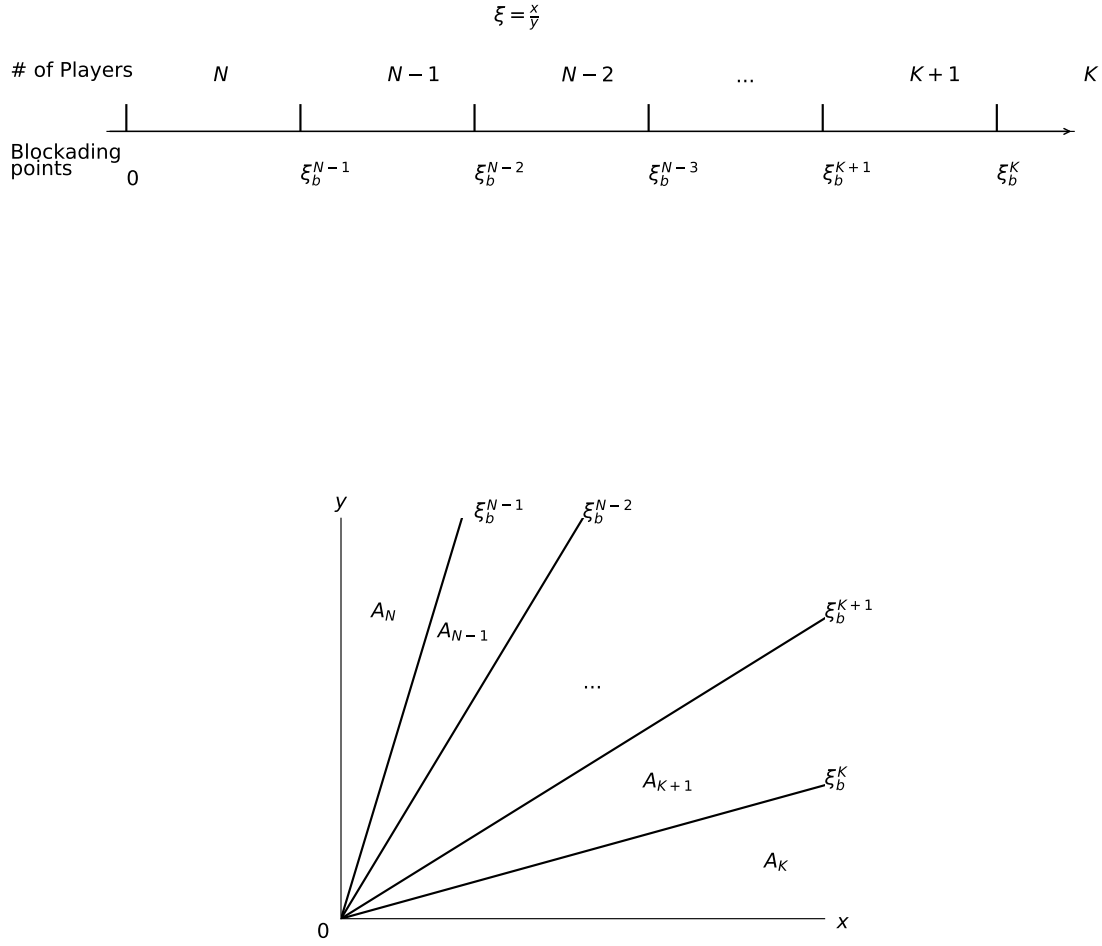 ξ = x/y
# of Players N N − 1 N − 2 ... K + 1 K
Blockading
points
0 ξ_b^{N−1} ξ_b^{N−2} ξ_b^{N−3} ξ_b^{K+1} ξ_b^{K}
y ξ_b^{N−1} ξ_b^{N−2}
A_N ξ_b^{K+1}
A_{N−1}
...
A_{K+1} ξ_b^{K}
A_K
0 x